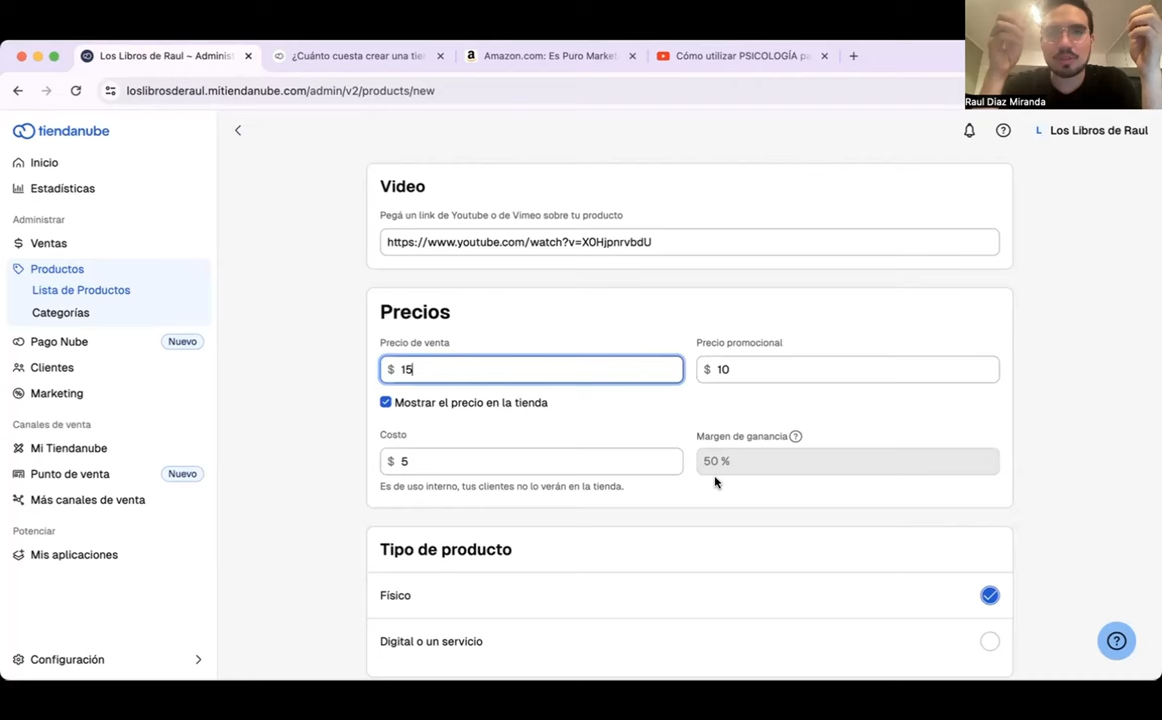 Los Libros de Raul ~ Administ
¿Cuánto cuesta crear una tien
Amazon.com: Es Puro Market
Cómo utilizar PSICOLOGÍA pa
loslibrosderaul.mitiendanube.com/admin/v2/products/new
Raul Diaz Miranda
tiendanube
L Los Libros de Raul
Inicio
Estadísticas
Administrar
Ventas
Productos
Lista de Productos
Categorías
Pago Nube Nuevo
Clientes
Marketing
Canales de venta
Mi Tiendanube
Punto de venta Nuevo
Más canales de venta
Potenciar
Mis aplicaciones
Configuración
Video
Pegá un link de Youtube o de Vimeo sobre tu producto
https://www.youtube.com/watch?v=X0HjpnrvbdU
Precios
Precio de venta Precio promocional
$ 15 $ 10
Mostrar el precio en la tienda
Costo Margen de ganancia ?
$ 5 50 %
Es de uso interno, tus clientes no lo verán en la tienda.
Tipo de producto
Físico
Digital o un servicio